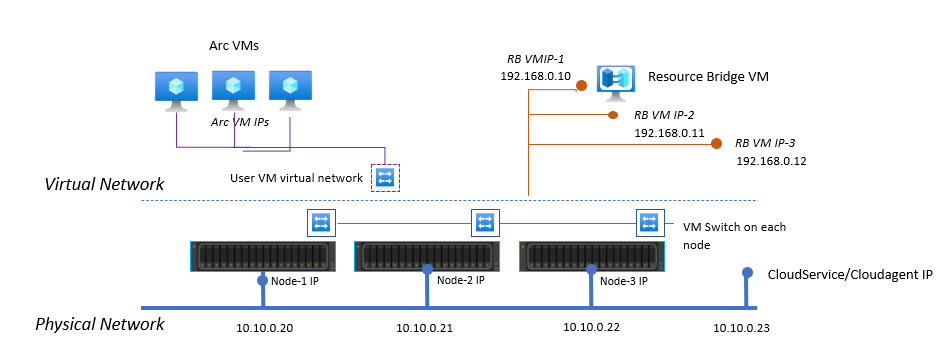 Arc VMs
RB VMIP-1
192.168.0.10
Resource Bridge VM
Arc VM IPs
RB VM IP-2
192.168.0.11
RB VM IP-3
192.168.0.12
User VM virtual network
Virtual Network
VM Switch on each
node
Node-1 IP
Node-2 IP
Node-3 IP
CloudService/Cloudagent IP
Physical Network
10.10.0.20
10.10.0.21
10.10.0.22
10.10.0.23